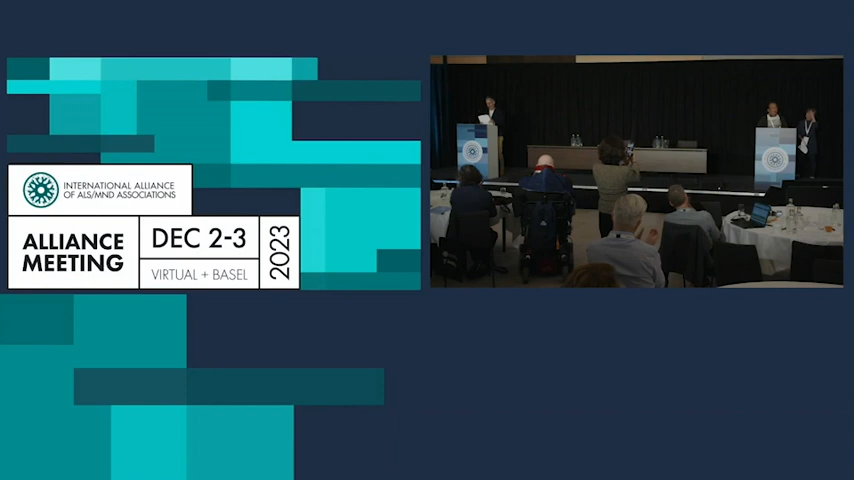 INTERNATIONAL ALLIANCE
OF ALS/MND ASSOCIATIONS
ALLIANCE
MEETING
DEC 2-3
VIRTUAL + BASEL
2023